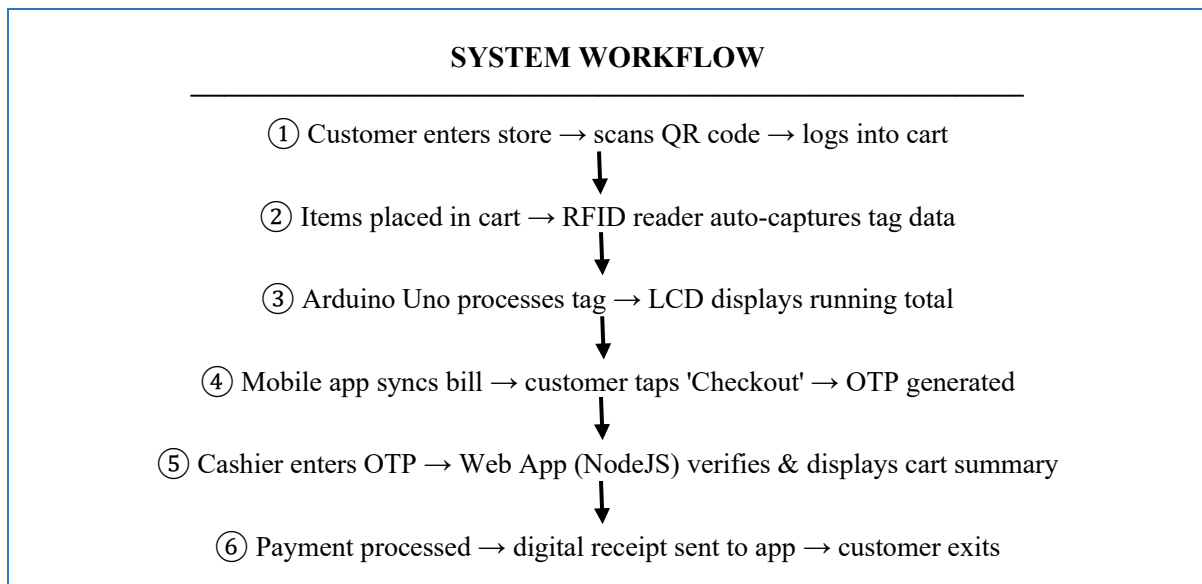 SYSTEM WORKFLOW
① Customer enters store → scans QR code → logs into cart
② Items placed in cart → RFID reader auto-captures tag data
③ Arduino Uno processes tag → LCD displays running total
④ Mobile app syncs bill → customer taps 'Checkout' → OTP generated
⑤ Cashier enters OTP → Web App (NodeJS) verifies & displays cart summary
⑥ Payment processed → digital receipt sent to app → customer exits